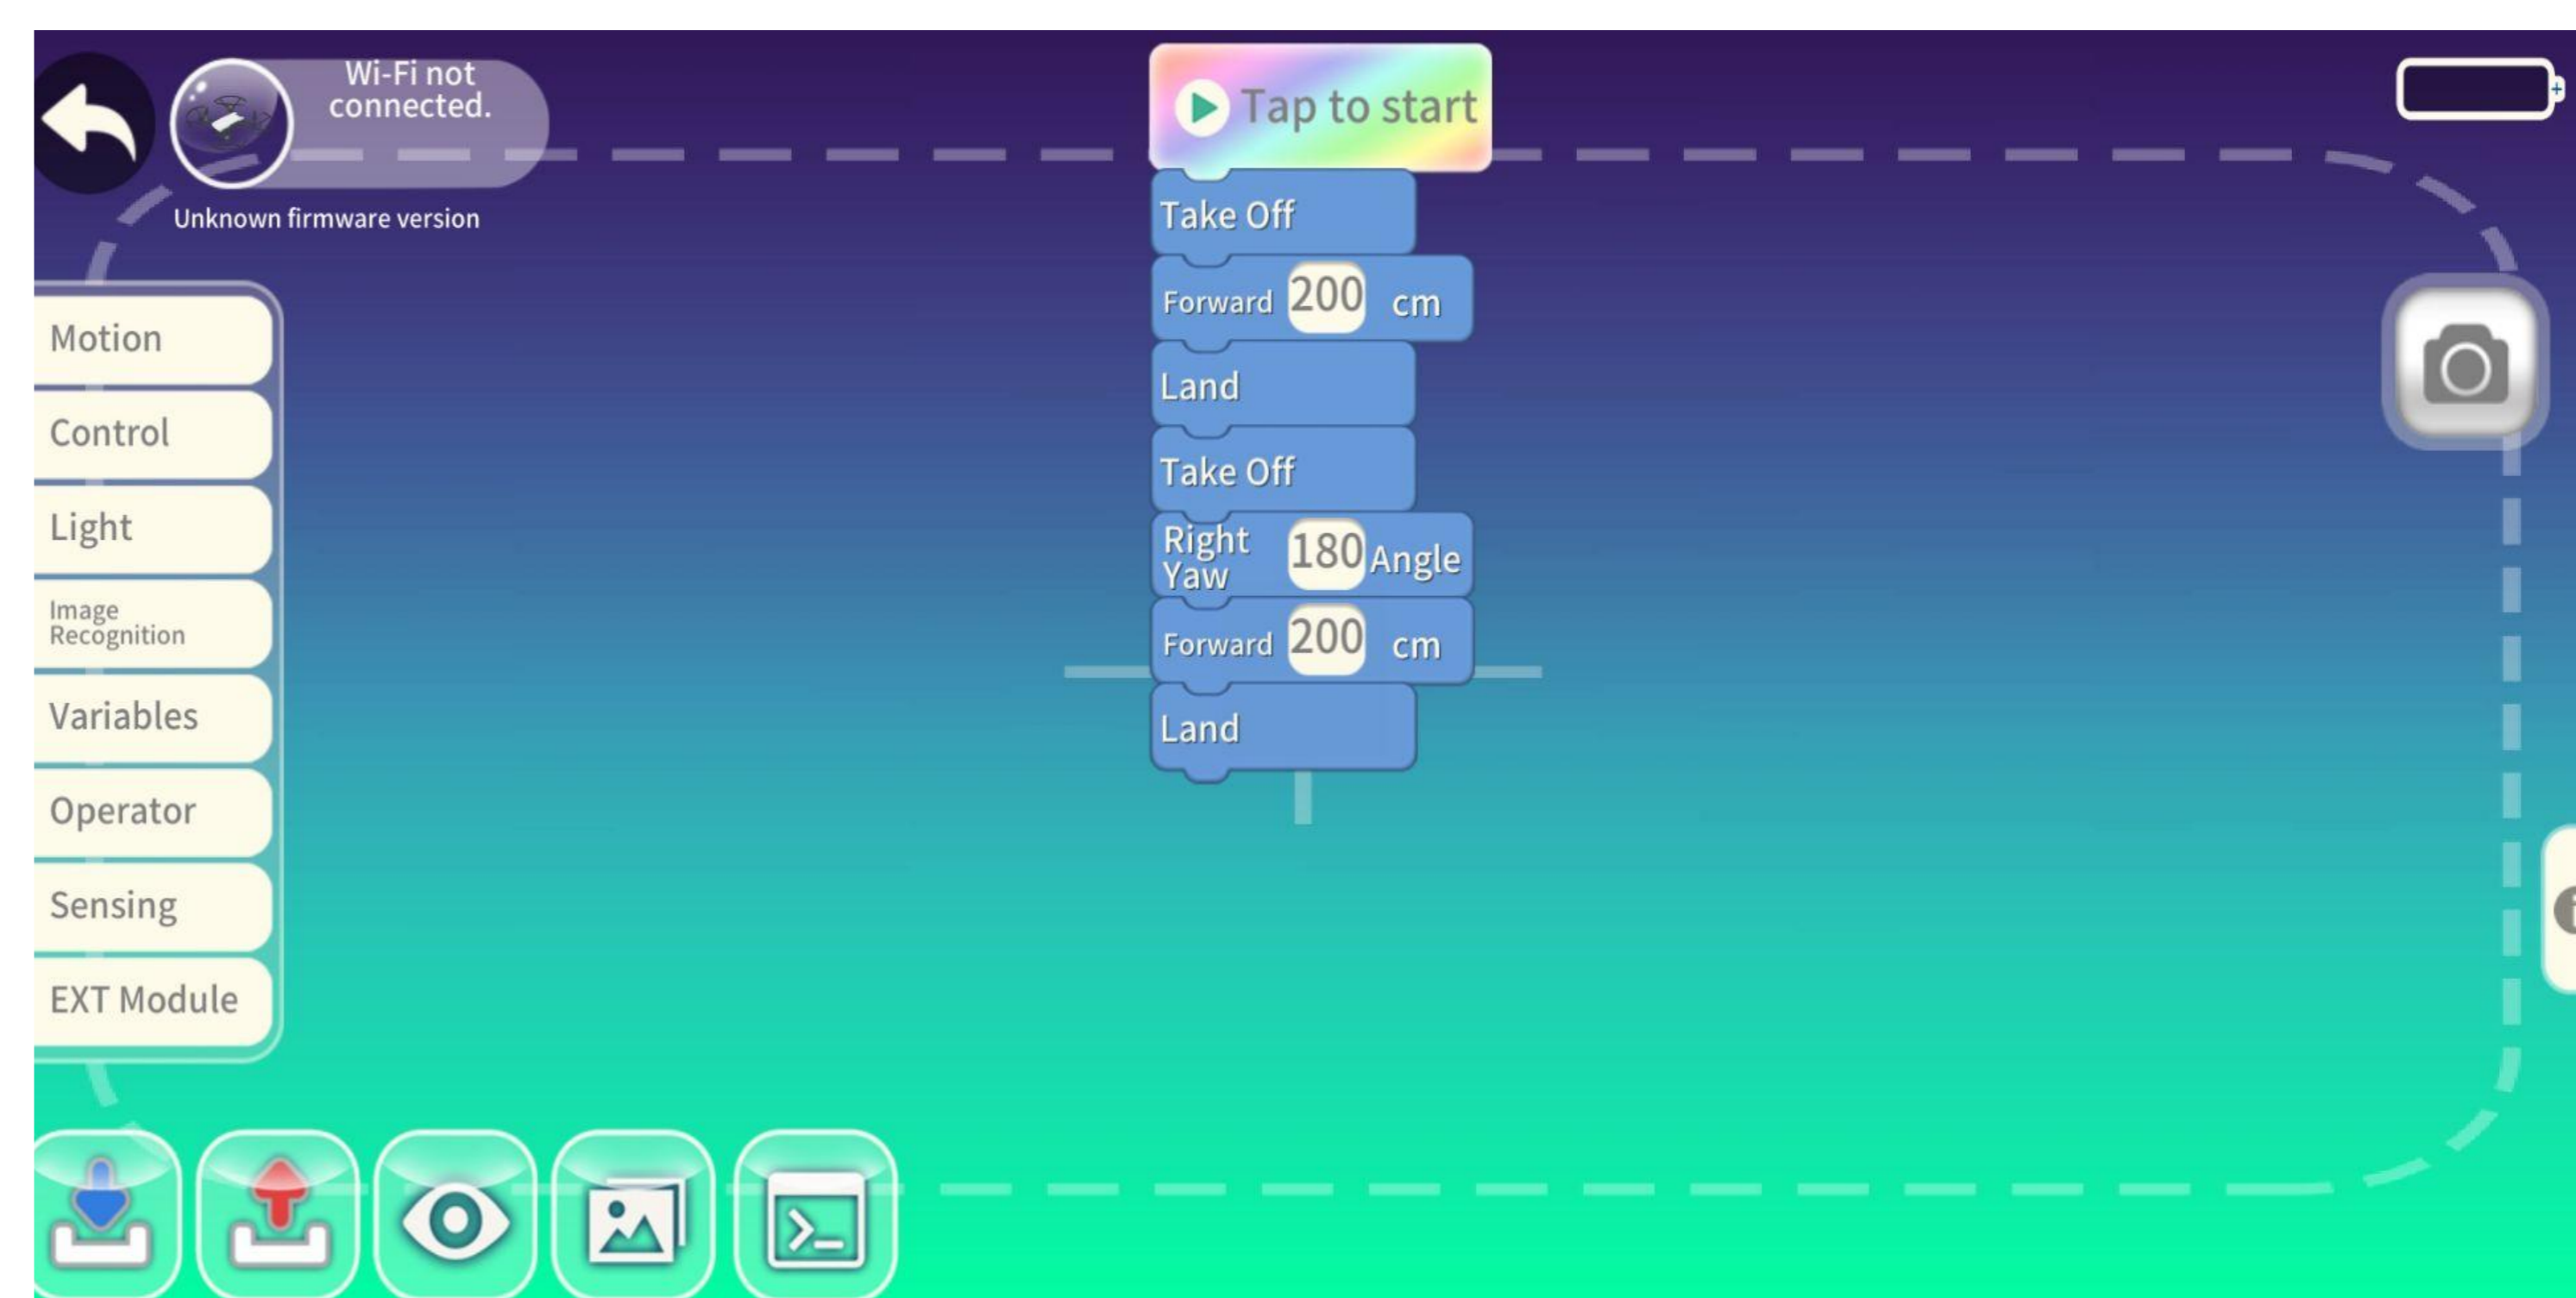 Wi-Fi not
connected.
Unknown firmware version
Tap to start
Take Off
Forward 200 cm
Land
Take Off
Right
Yaw 180 Angle
Forward 200 cm
Land
Motion
Control
Light
Image
Recognition
Variables
Operator
Sensing
EXT Module